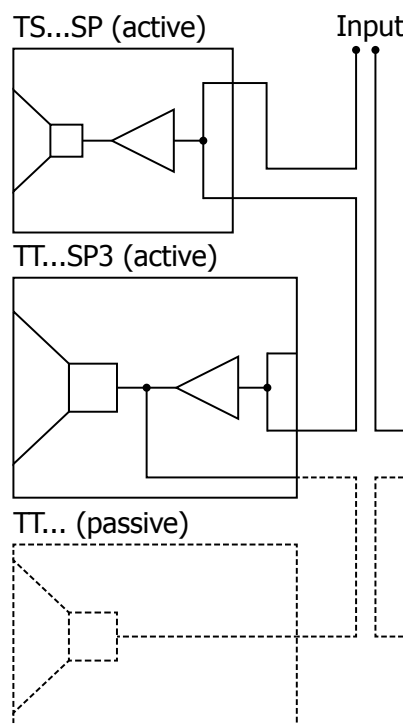 TS...SP (active)
Input
TT...SP3 (active)
TT... (passive)